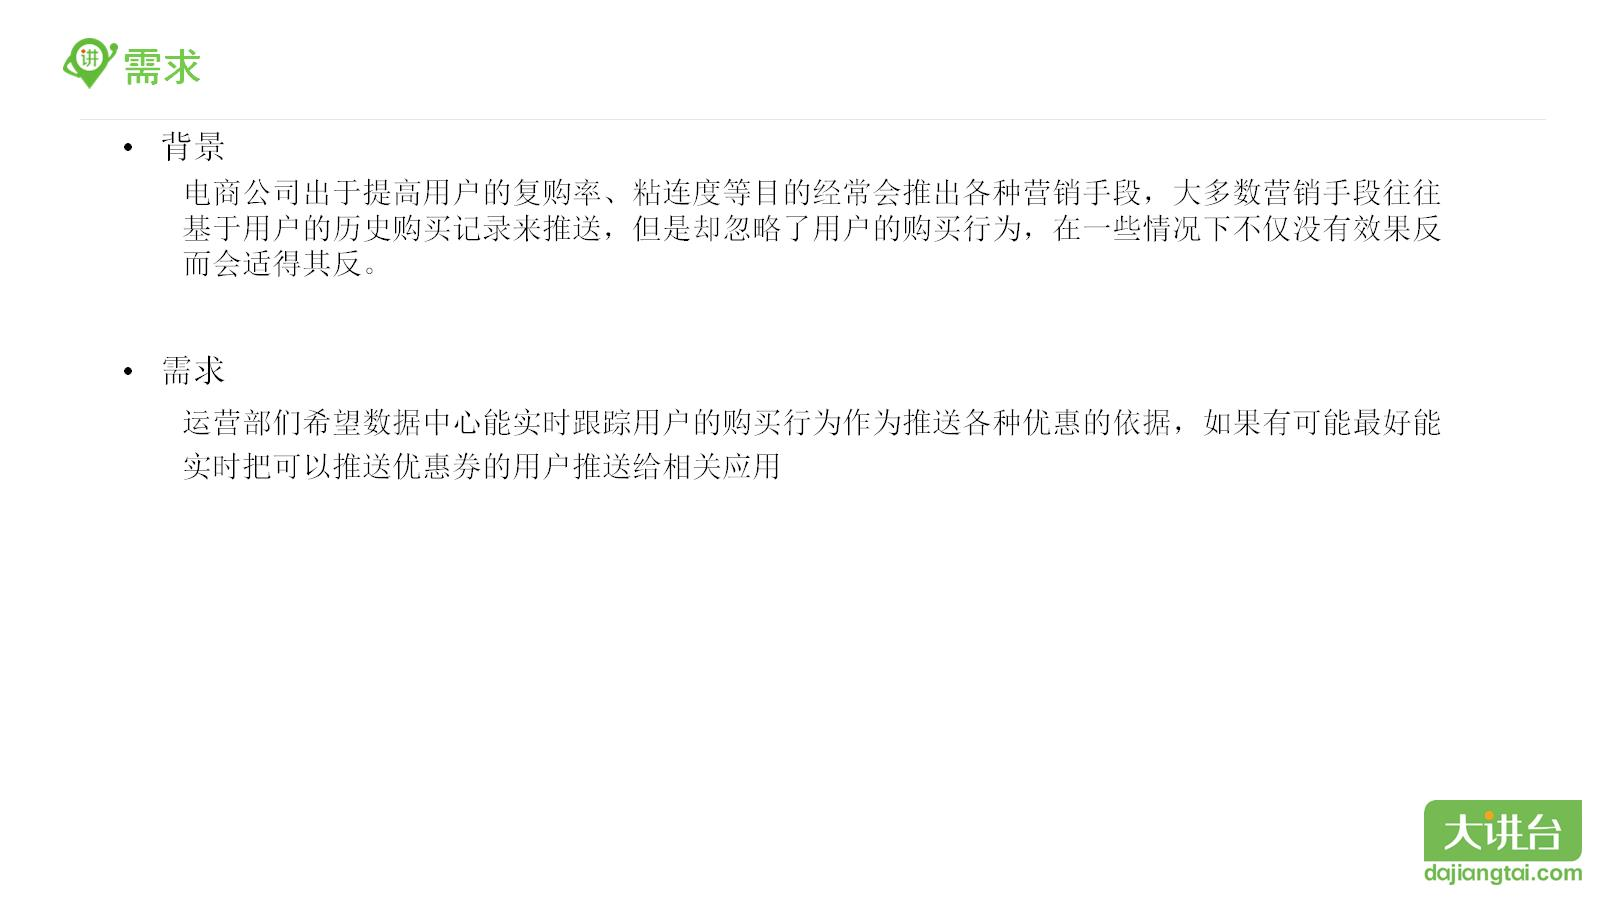 讲 需求
• 背景
电商公司出于提高用户的复购率、粘连度等目的经常会推出各种营销手段，大多数营销手段往往
基于用户的历史购买记录来推送，但是却忽略了用户的购买行为，在一些情况下不仅没有效果反
而会适得其反。
• 需求
运营部们希望数据中心能实时跟踪用户的购买行为作为推送各种优惠的依据，如果有可能最好能
实时把可以推送优惠券的用户推送给相关应用
大讲台
dajiangtai.com